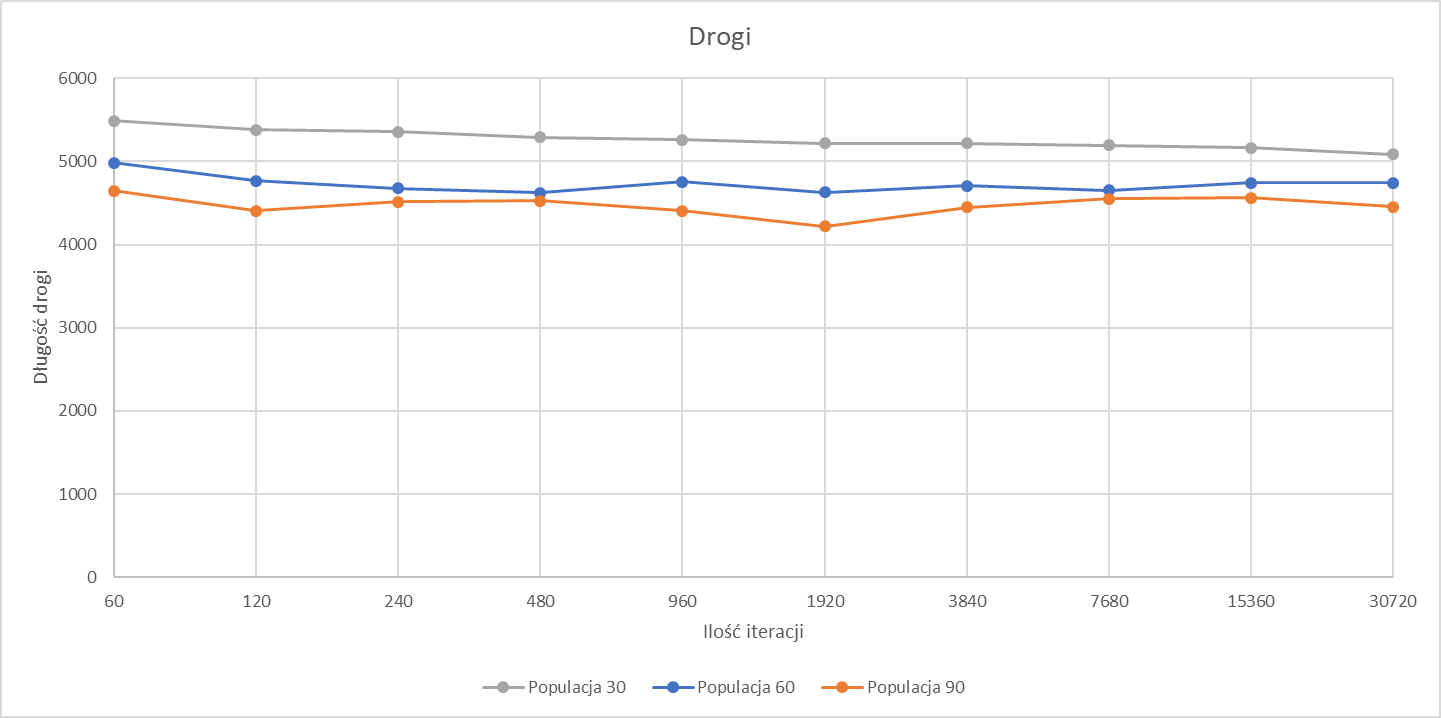 Drogi
6000
5000
4000
3000
2000
1000
0
Długość drogi
60 120 240 480 960 1920 3840 7680 15360 30720
Ilość iteracji
Populacja 30 Populacja 60 Populacja 90